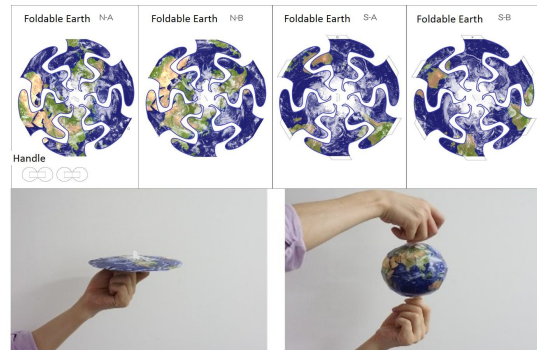 Foldable Earth N-A
Foldable Earth N-B
Foldable Earth S-A
Foldable Earth S-B
Handle